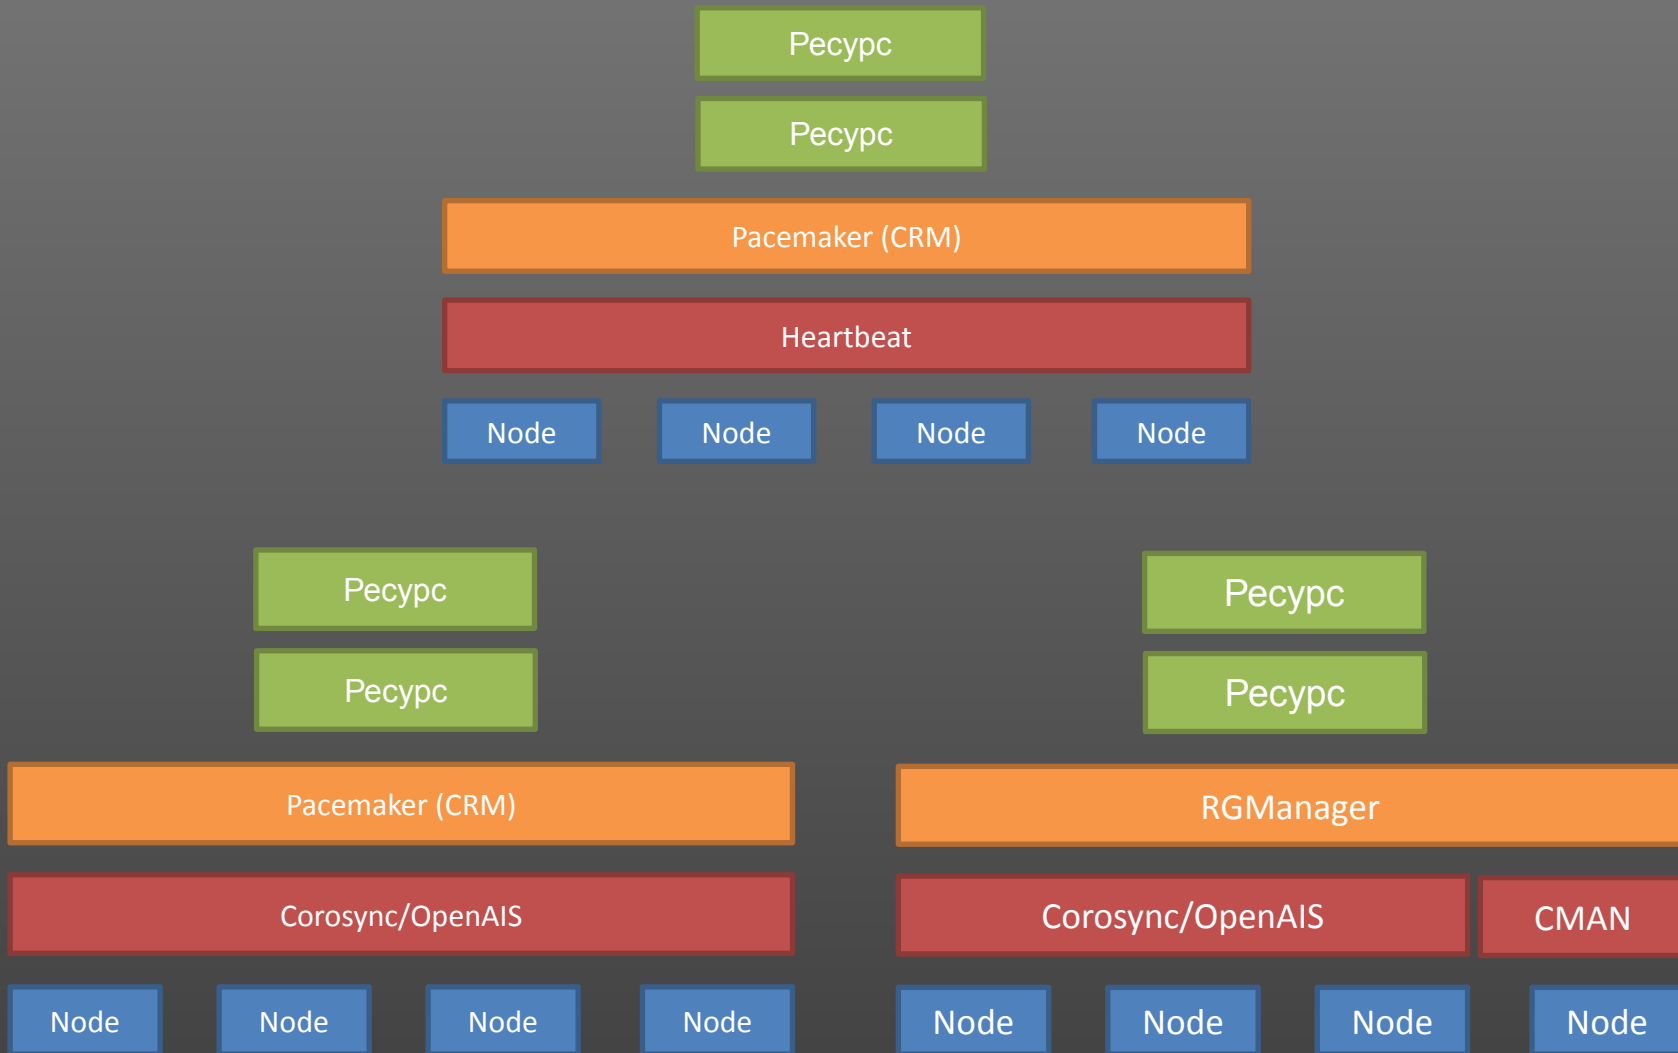 Ресурс
Ресурс
Pacemaker (CRM)
Heartbeat
Node Node Node Node
Ресурс
Ресурс
Pacemaker (CRM)
Corosync/OpenAIS
Node Node Node Node
Ресурс
Ресурс
RGManager
Corosync/OpenAIS CMAN
Node Node Node Node